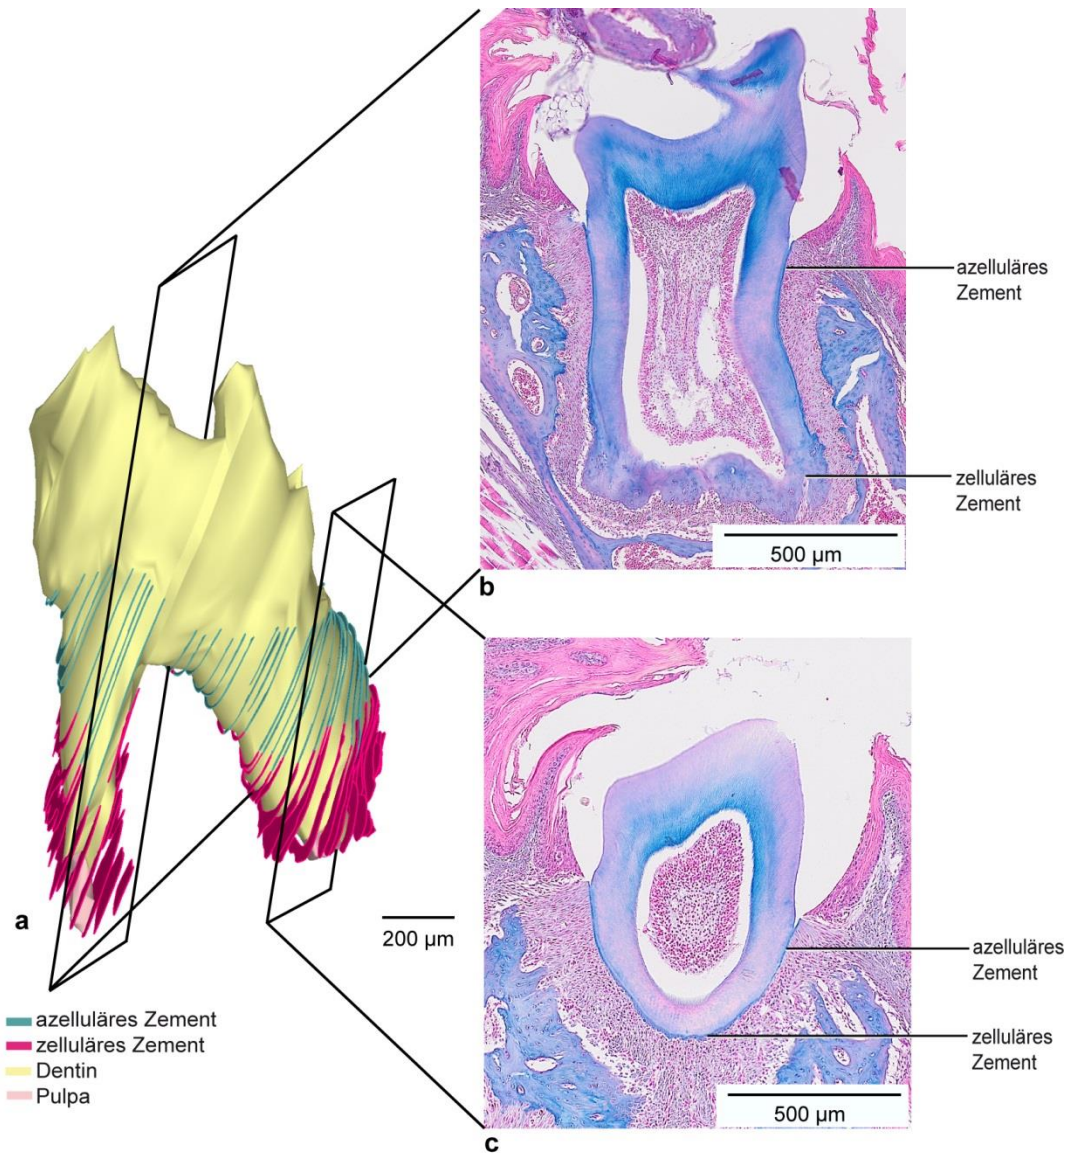 azelluläres
Zement
zelluläres
Zement
500 µm
b
a
200 µm
azelluläres Zement
zelluläres Zement
Dentin
Pulpa
azelluläres
Zement
zelluläres
Zement
500 µm
c